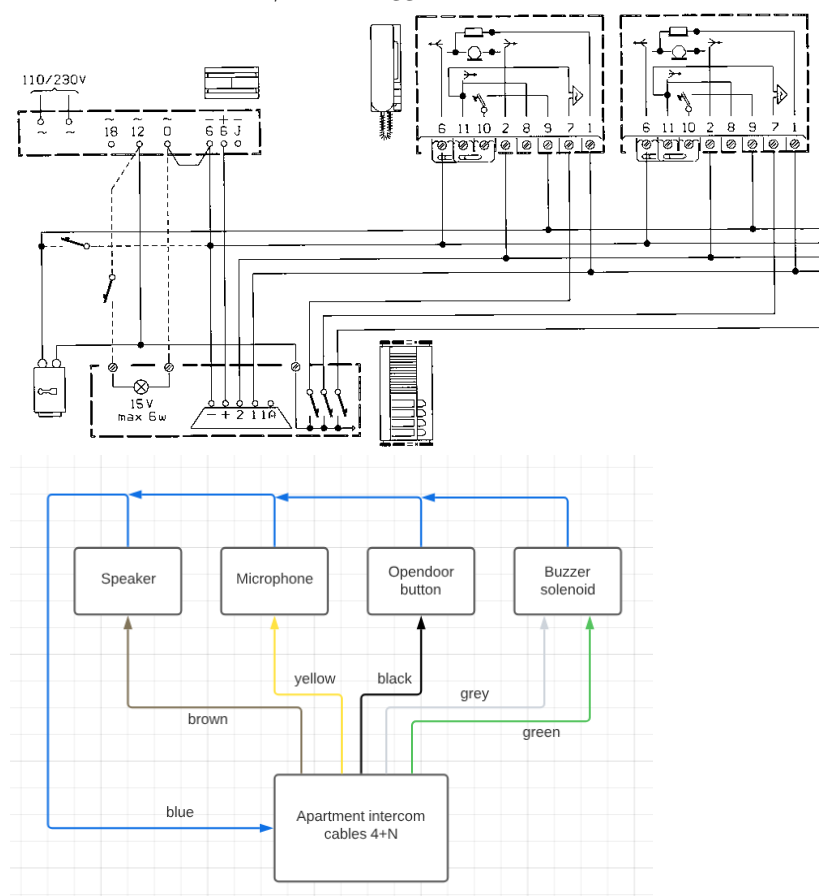 110/230V
~ ~
~ ~ ~ − + −
18 12 0 6 6 J
6 11 10 2 8 9 7 1
6 11 10 2 8 9 7 1
15V
max 6w
− + 2 1 1A
Speaker
Microphone
Opendoor
button
Buzzer
solenoid
yellow
black
grey
brown
green
blue
Apartment intercom
cables 4+N